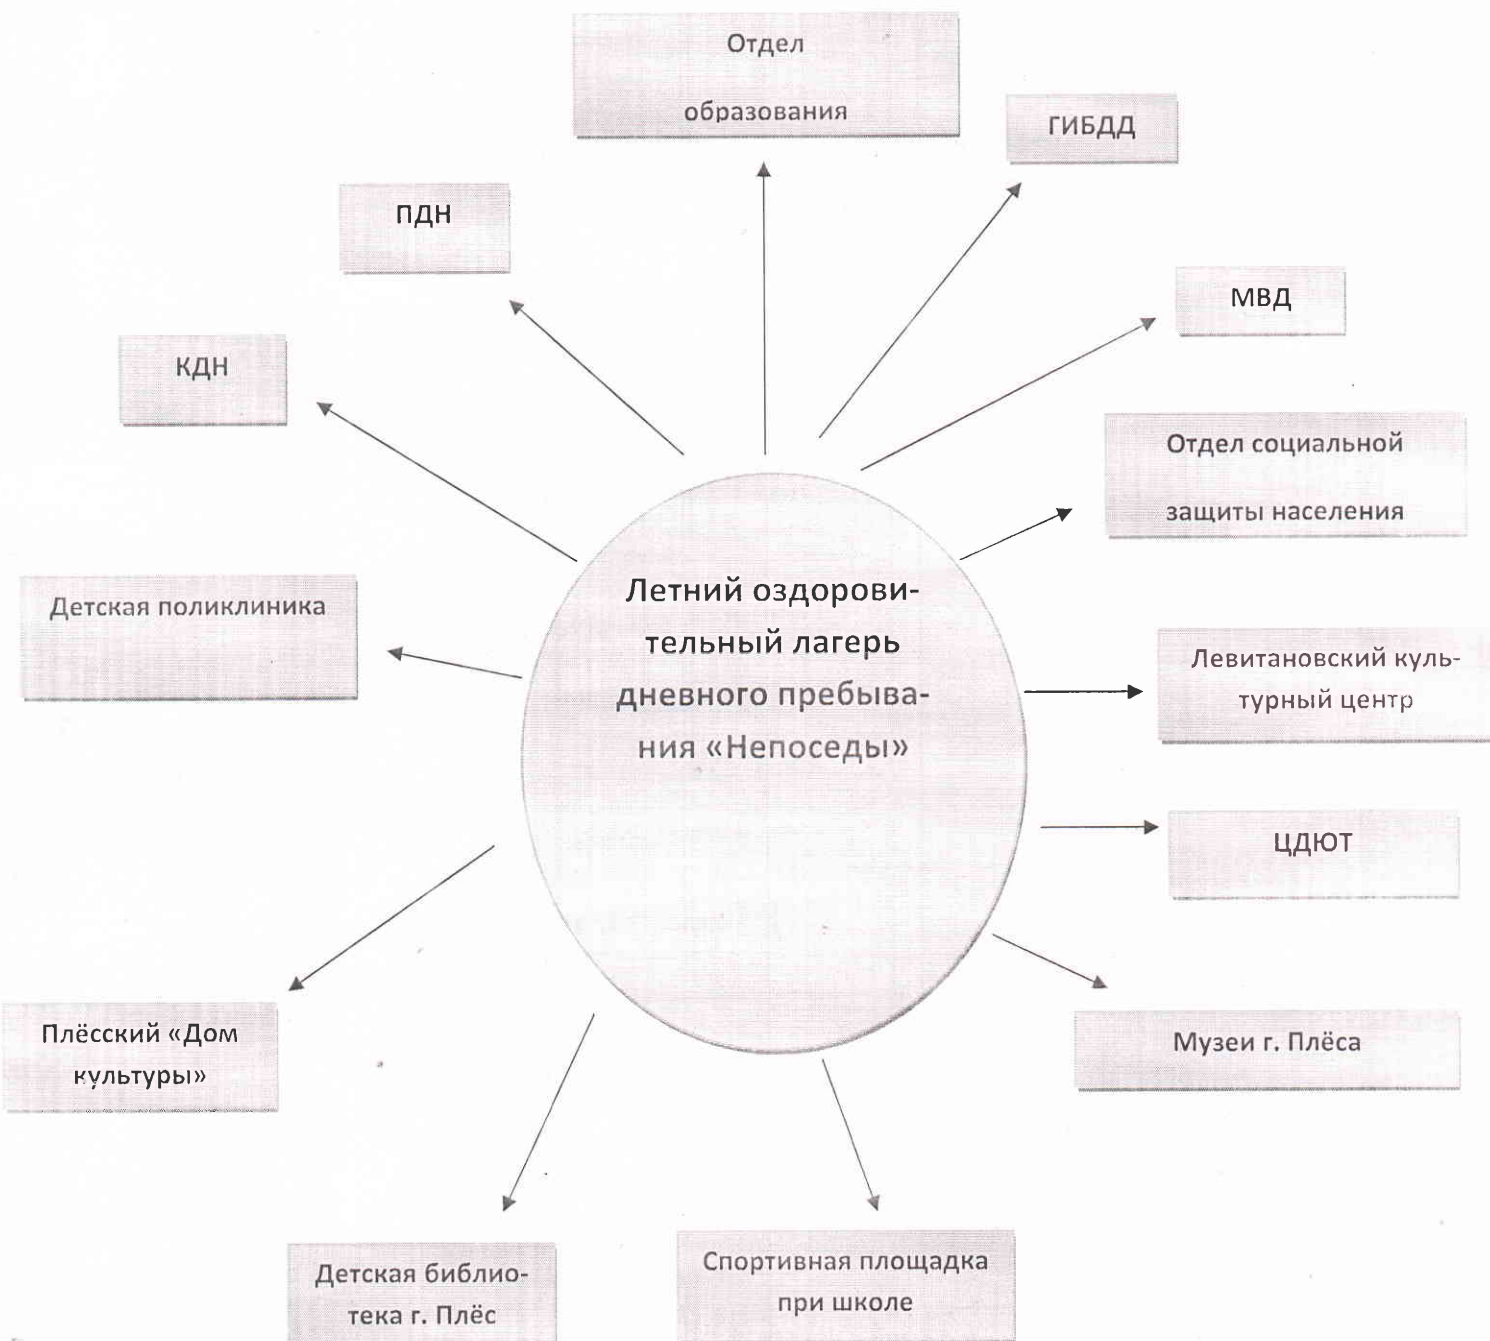 Отдел
образования
ГИБДД
ПДН
МВД
КДН
Отдел социальной
защиты населения
Летний оздорови-
тельный лагерь
дневного пребыва-
ния «Непоседы»
Детская поликлиника
Левитановский куль-
турный центр
ЦДЮТ
Плёсский «Дом
культуры»
Музеи г. Плёса
Детская библио-
тека г. Плёс
Спортивная площадка
при школе